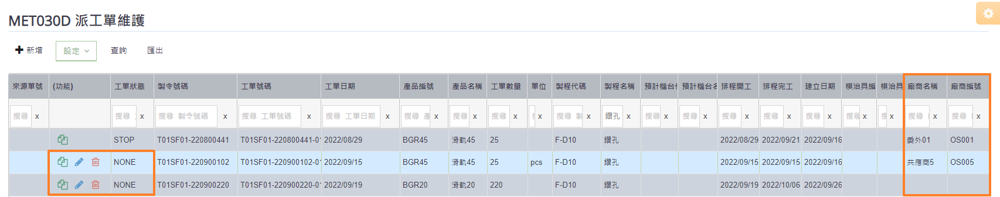 MET030D 派工單維護
新增 設定 查詢 匯出
來源單號 (功能) 工單狀態 製令號碼 工單號碼 工單日期 產品編號 產品名稱 工單數量 單位 製程代碼 製程名稱 預計機台 預計機台名 排程開工 排程完工 建立日期 模治具編 模治具 廠商名稱 廠商編號
搜尋 x 搜尋 x 搜尋 製令號碼 x 搜尋 工單號碼 x 搜尋 工單日期 x 搜尋 產 x 搜尋 x 搜尋 x x 搜尋 製 x 鑽孔 x 搜尋 x 搜尋 x 搜尋 x 搜尋 x 搜尋 x 搜尋 x x 搜尋 x 搜尋 x
STOP T01SF01-220800441 T01SF01-220800441-01 2022/08/29 BGR45 滑軌45 25 F-D10 鑽孔 2022/08/29 2022/09/21 2022/09/16 委外01 OS001
NONE T01SF01-220900102 T01SF01-220900102-01 2022/09/15 BGR45 滑軌45 25 pcs F-D10 鑽孔 2022/09/15 2022/09/15 2022/09/16 共應商5 OS005
NONE T01SF01-220900220 T01SF01-220900220-01 2022/09/19 BGR20 滑軌20 220 F-D10 鑽孔 2022/09/19 2022/10/06 2022/09/26